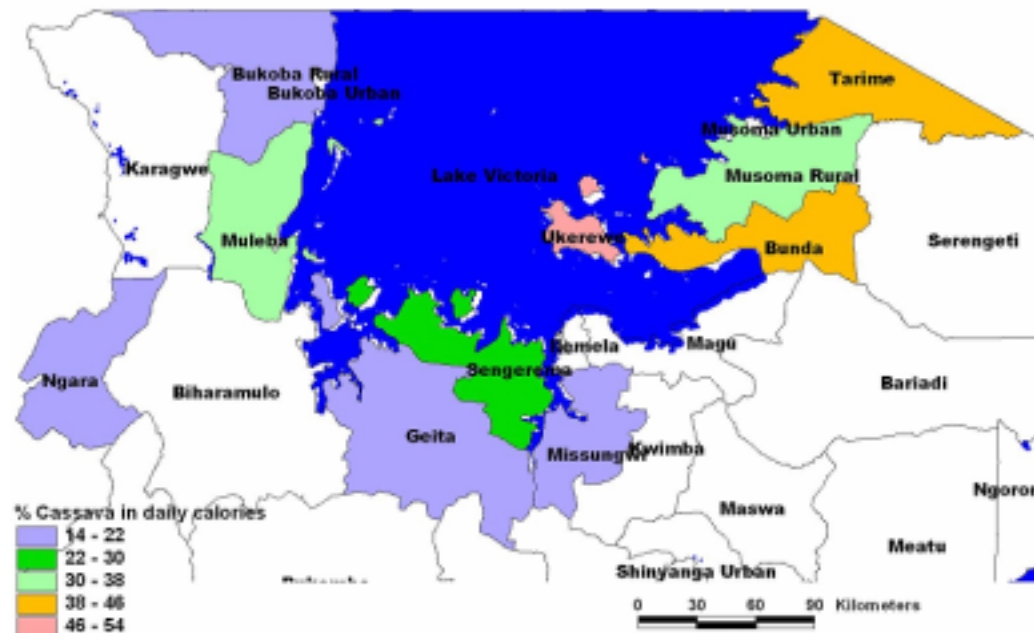 Bukoba Rural
Bukoba Urban
Tarime
Musoma Urban
Karagwe
Lake Victoria
Musoma Rural
Muleba
Ukerewe
Bunda
Serengeti
Magu
Sengerema
Ngara
Biharamulo
Bariadi
Geita
Missungwi
Kwimba
Maswa
Ngoron
Meatu
Shinyanga Urban
% Cassava in daily calories
14 - 22
22 - 30
30 - 38
38 - 46
46 - 54
0 30 60 90 Kilometers